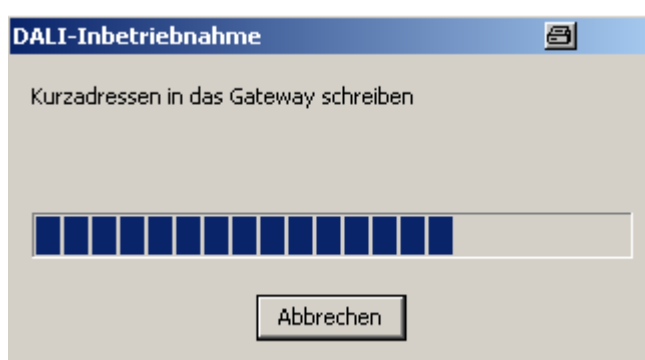 DALI-Inbetriebnahme
Kurzadressen in das Gateway schreiben
Abbrechen